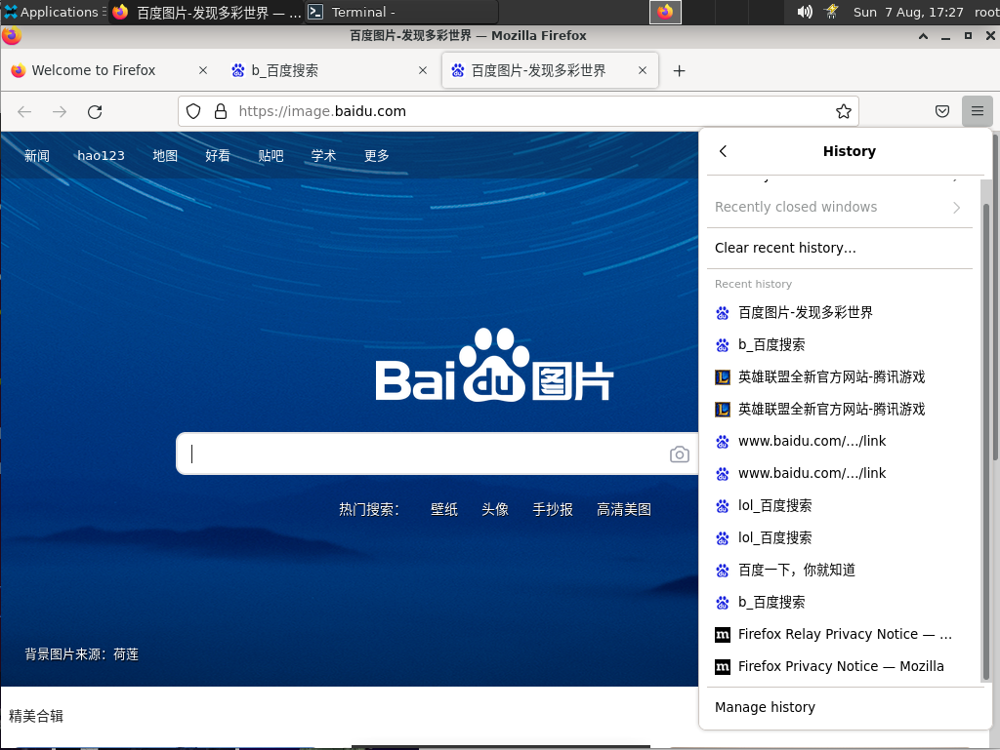 Applications
百度图片-发现多彩世界 — ...
Terminal -
Sun 7 Aug, 17:27
root
百度图片-发现多彩世界 — Mozilla Firefox
Welcome to Firefox
b_百度搜索
百度图片-发现多彩世界
https://image.baidu.com
新闻 hao123 地图 好看 贴吧 学术 更多
Bai du 图片
热门搜索： 壁纸 头像 手抄报 高清美图
背景图片来源：荷莲
精美合辑
History
Recently closed windows
Clear recent history…
Recent history
百度图片-发现多彩世界
b_百度搜索
英雄联盟全新官方网站-腾讯游戏
英雄联盟全新官方网站-腾讯游戏
www.baidu.com/…/link
www.baidu.com/…/link
lol_百度搜索
lol_百度搜索
百度一下，你就知道
b_百度搜索
Firefox Relay Privacy Notice — …
Firefox Privacy Notice — Mozilla
Manage history